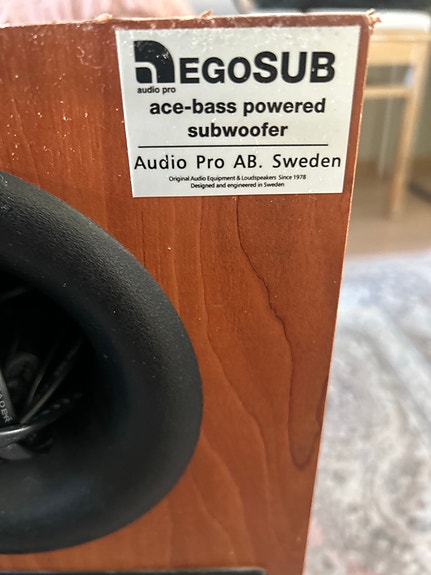 EGOSUB
audio pro
ace-bass powered
subwoofer
Audio Pro AB. Sweden
Original Audio Equipment & Loudspeakers Since 1978
Designed and engineered in Sweden